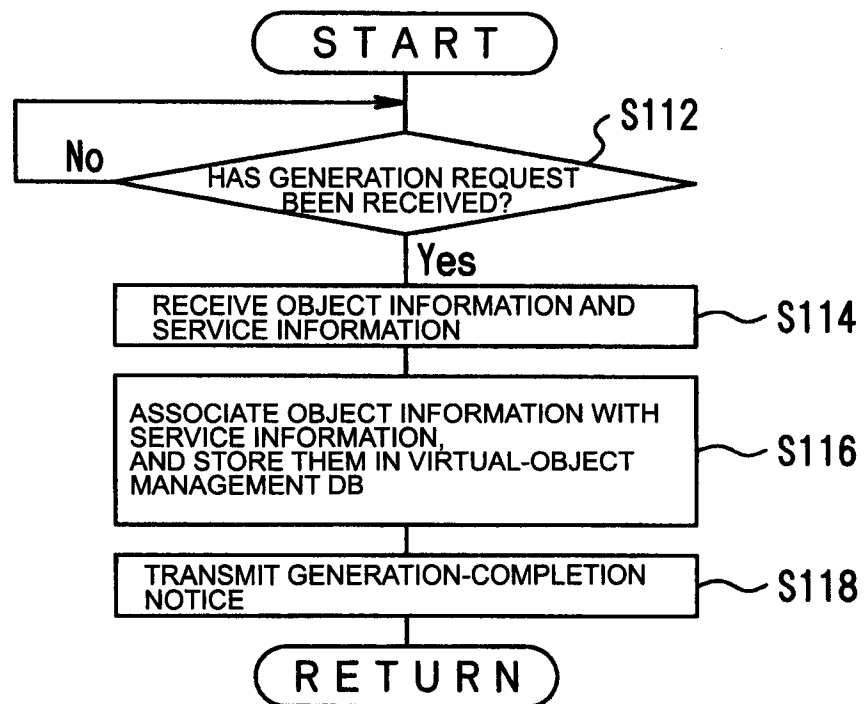 START
S112
No
HAS GENERATION REQUEST
BEEN RECEIVED?
Yes
RECEIVE OBJECT INFORMATION AND
SERVICE INFORMATION
S114
ASSOCIATE OBJECT INFORMATION WITH
SERVICE INFORMATION,
AND STORE THEM IN VIRTUAL-OBJECT
MANAGEMENT DB
S116
TRANSMIT GENERATION-COMPLETION
NOTICE
S118
RETURN